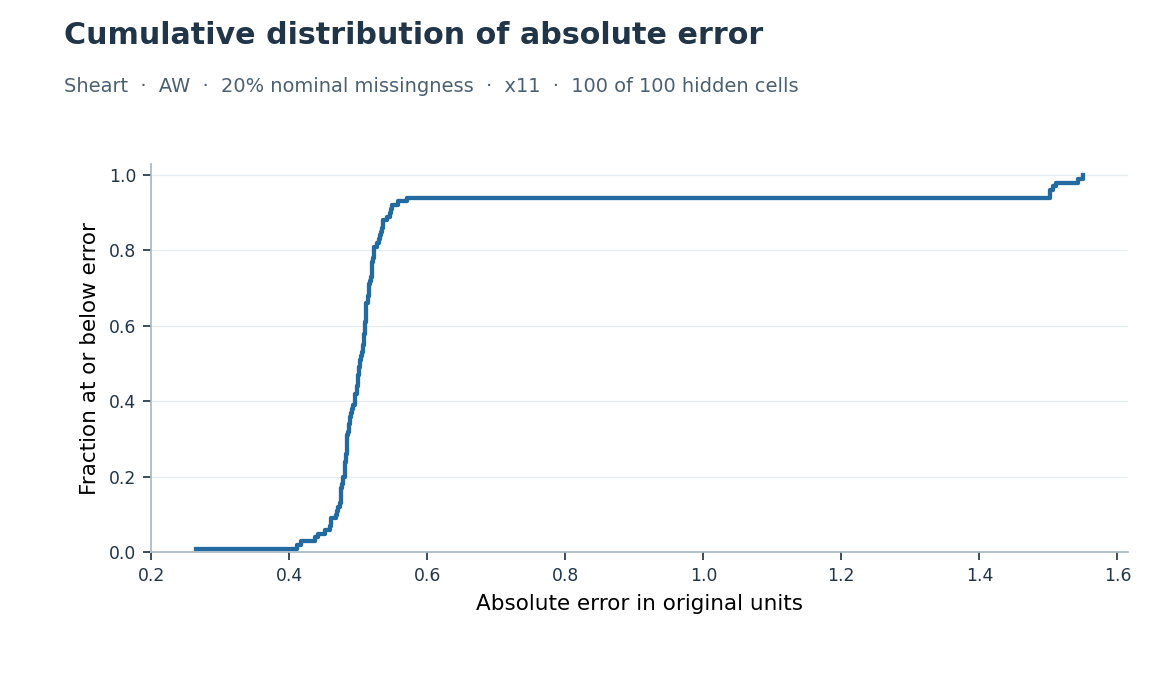 Cumulative distribution of absolute error
Sheart · AW · 20% nominal missingness · x11 · 100 of 100 hidden cells
Fraction at or below error
1.0
0.8
0.6
0.4
0.2
0.0
0.2 0.4 0.6 0.8 1.0 1.2 1.4 1.6
Absolute error in original units